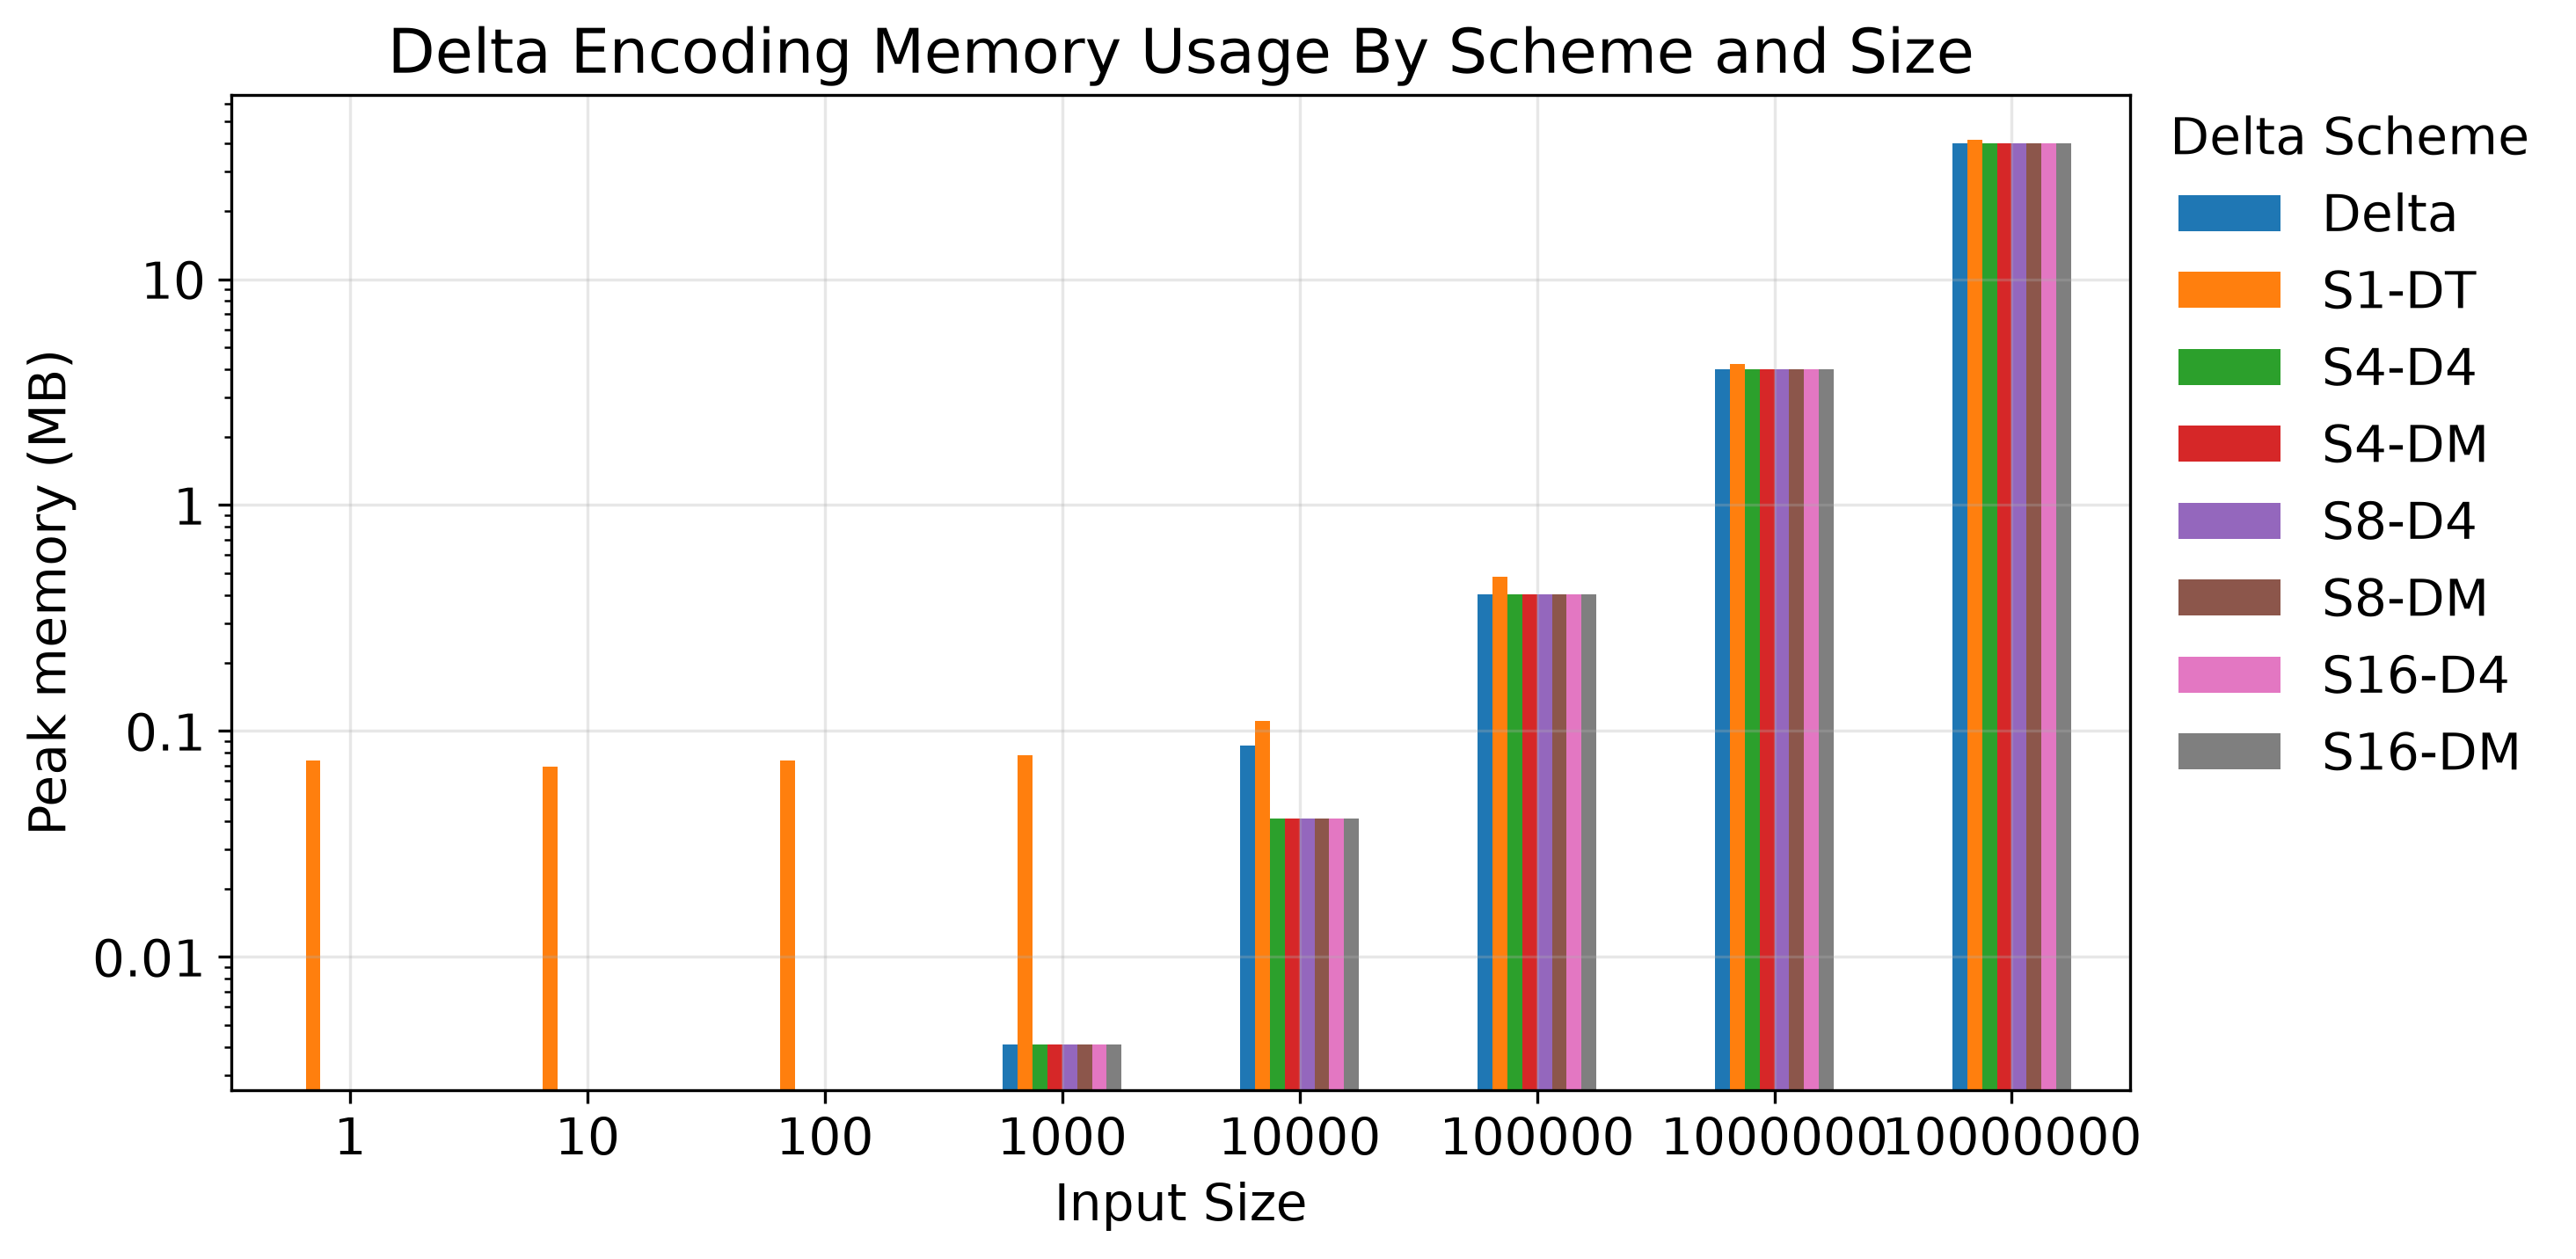 Delta Encoding Memory Usage By Scheme and Size
Peak memory (MB)
10
1
0.1
0.01
1 10 100 1000 10000 100000 1000000 10000000
Input Size
Delta Scheme
Delta
S1-DT
S4-D4
S4-DM
S8-D4
S8-DM
S16-D4
S16-DM